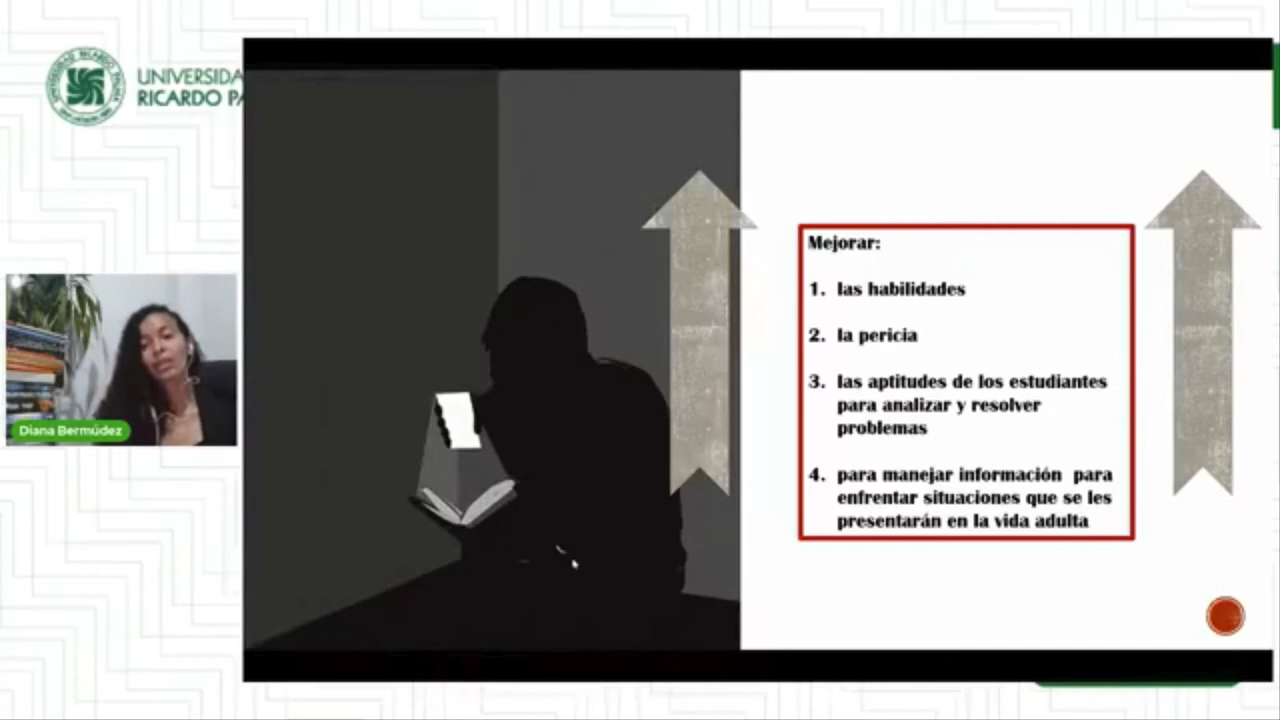 UNIVERSIDA
RICARDO PA
Diana Bermúdez
Mejorar:
1. las habilidades
2. la pericia
3. las aptitudes de los estudiantes
para analizar y resolver
problemas
4. para manejar información para
enfrentar situaciones que se les
presentarán en la vida adulta